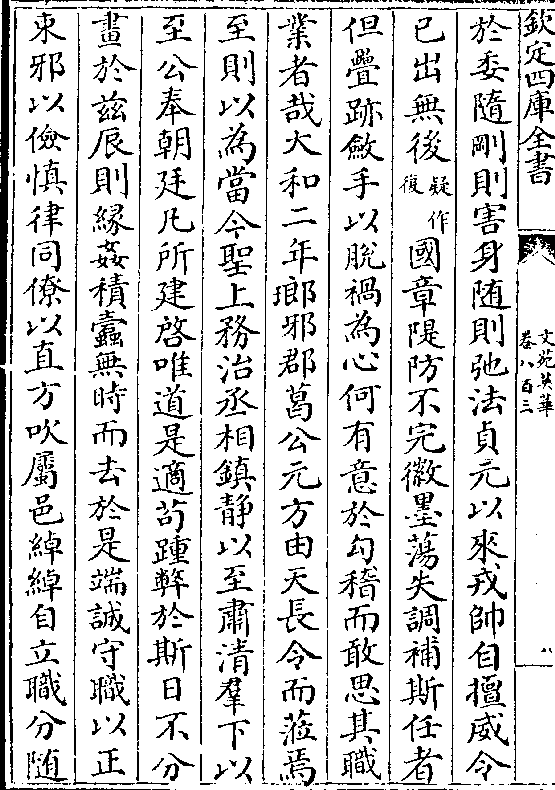 欽定四庫全書
文苑英華
卷八百三
八
於委隨剛則害身随則弛法貞元以來戎帥自擅威令
已出無後疑作復國章隄防不完徽墨蕩失調補斯任者
但疊跡斂手以脫禍為心何有意於勾稽而敢思其職
業者哉大和二年瑯邪郡葛公元方由天長令而蒞焉
至則以為當今聖上務治丞相鎮静以至肅清羣下以
至公奉朝廷凡所建啓唯道是適茍踵弊於斯日不分
畫於兹辰則緣姦積蠹無時而去於是端誠守職以正
束邪以儉慎律同僚以直方吹屬邑綽綽自立職分随